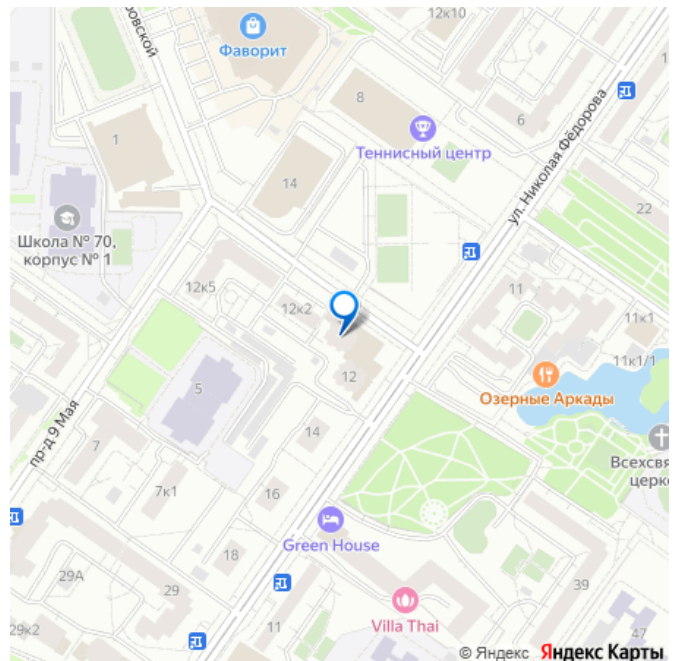 12к10
ровской
Фаворит
8
1
6
Теннисный центр
ул. Николая Фёдорова
14
22
Школа № 70,
корпус № 1
12к5
12к2
11
11к1
11к1/1
12
5
Озерные Аркады
14
пр-д 9 Мая
7
Всехсвя
церко
7к1
16
Green House
18
29А
29
39
29к2
11
Villa Thai
47
© Яндекс Яндекс Карты